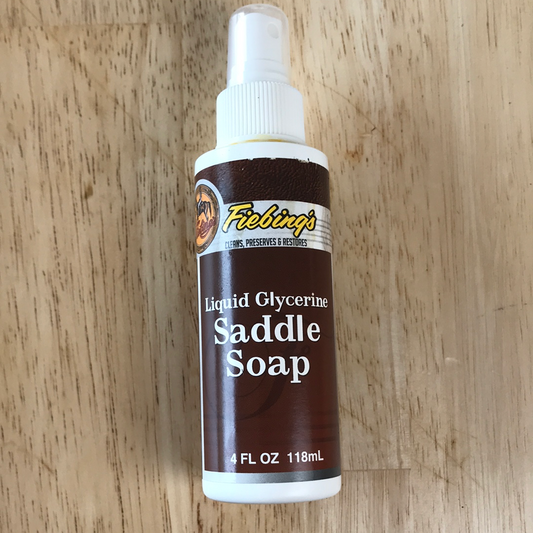 Fiebing's
CLEANS, PRESERVES & RESTORES
Liquid Glycerine
Saddle
Soap
4 FL OZ 118mL